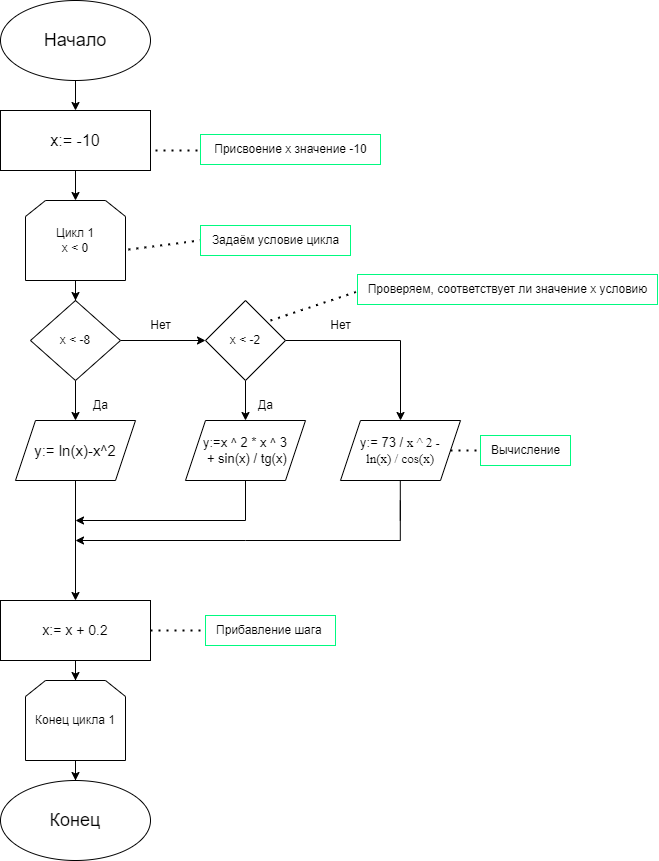 Начало
x:= -10
Присвоение x значение -10
Цикл 1
x < 0
Задаём условие цикла
Проверяем, соответствует ли значение x условию
x < -8
Нет
x < -2
Нет
Да
Да
y:= ln(x)-x^2
y:=x ^ 2 * x ^ 3
+ sin(x) / tg(x)
y:= 73 / x ^ 2 -
ln(x) / cos(x)
Вычисление
x:= x + 0.2
Прибавление шага
Конец цикла 1
Конец